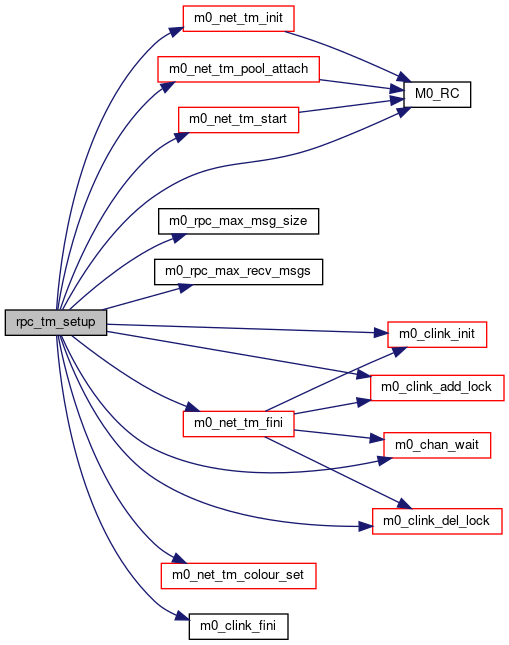 m0_net_tm_init
m0_net_tm_pool_attach
M0_RC
m0_net_tm_start
m0_rpc_max_msg_size
m0_rpc_max_recv_msgs
rpc_tm_setup
m0_clink_init
m0_clink_add_lock
m0_net_tm_fini
m0_chan_wait
m0_clink_del_lock
m0_net_tm_colour_set
m0_clink_fini